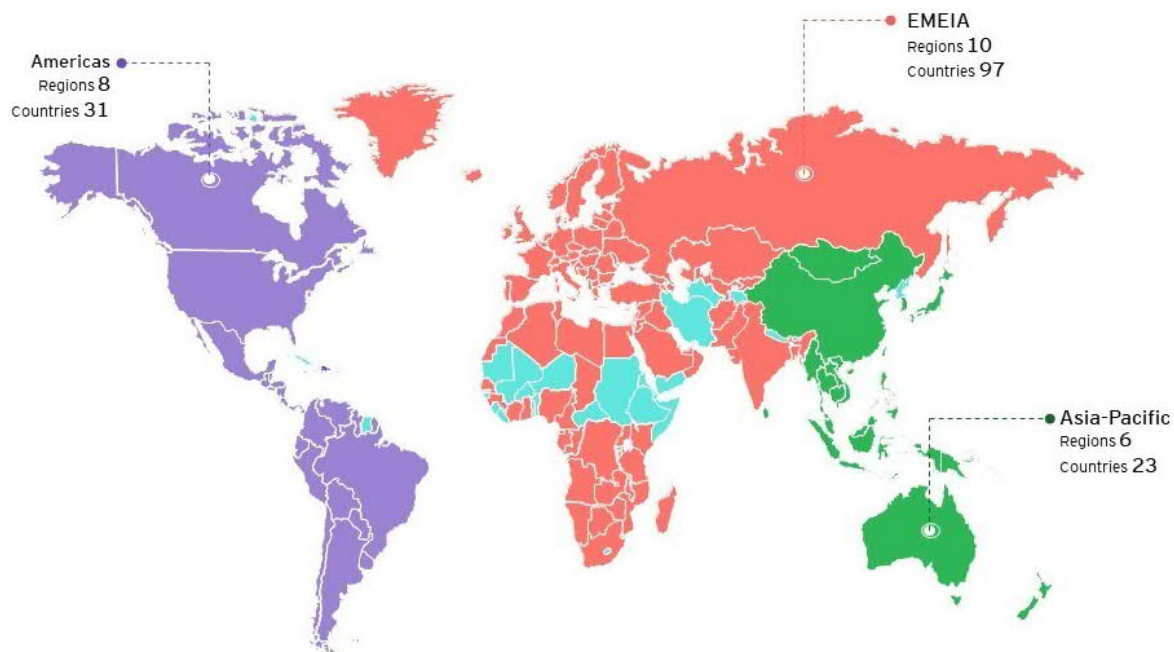 Americas
Regions 8
Countries 31
EMEIA
Regions 10
Countries 97
Asia-Pacific
Regions 6
Countries 23